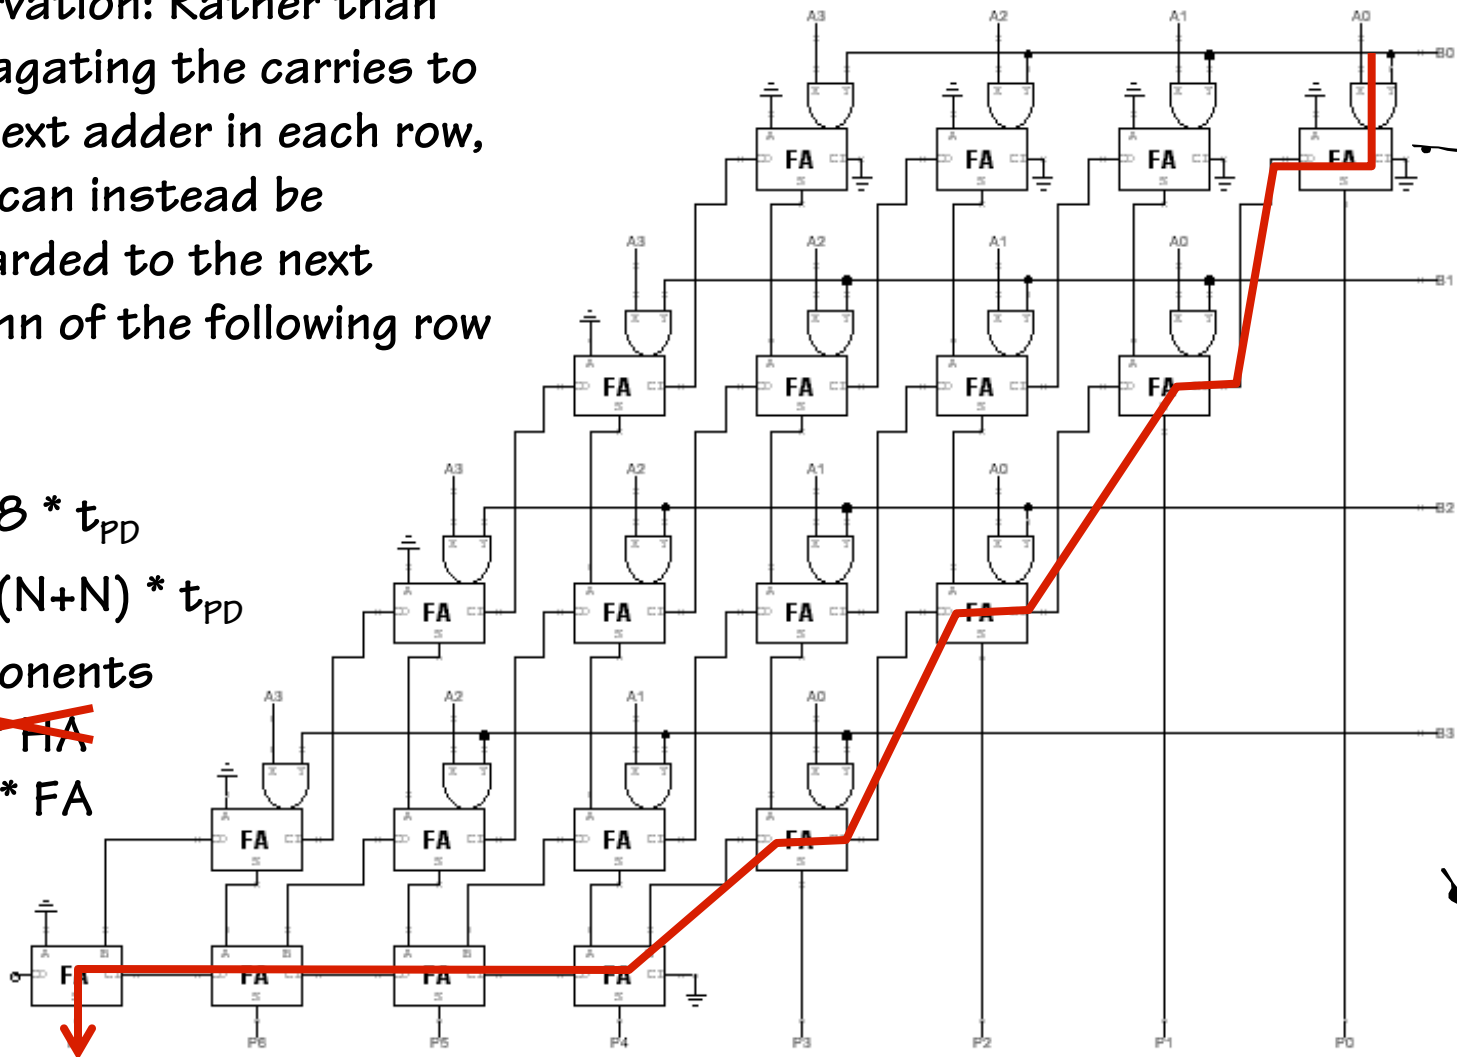 vation: Rather than
agating the carries to
ext adder in each row,
can instead be
arded to the next
nn of the following row
8 * tPD
(N+N) * tPD
onents
HA
* FA
A3 A2 A1 A0
B0
FA FA FA FA
A3 A2 A1 A0
B1
FA FA FA FA
A3 A2 A1 A0
B2
FA FA FA FA
A3 A2 A1 A0
B3
FA FA FA FA
FA FA FA FA
P6 P5 P4 P3 P2 P1 P0